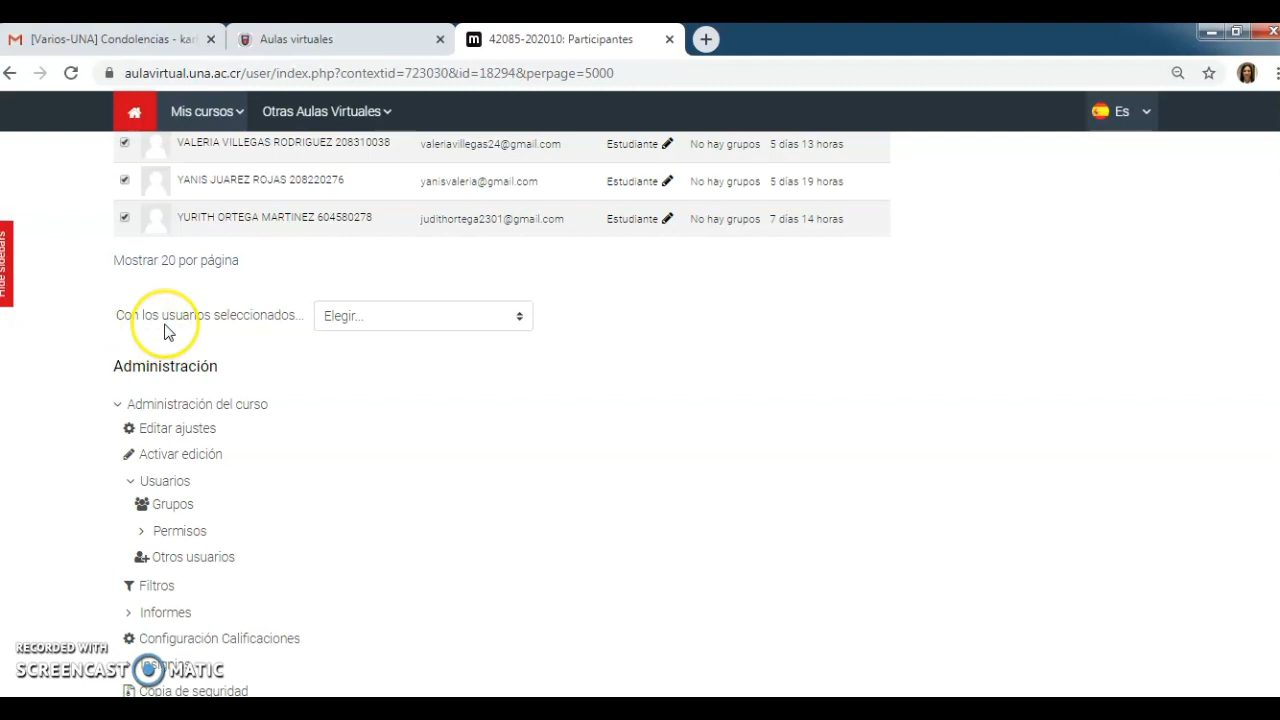 [Varios-UNA] Condolencias - kar
Aulas virtuales
42085-202010: Participantes
aulavirtual.una.ac.cr/user/index.php?contextid=723030&id=18294&perpage=5000
Mis cursos
Otras Aulas Virtuales
Es
VALERIA VILLEGAS RODRIGUEZ 208310038 valeriavillegas24@gmail.com Estudiante No hay grupos 5 días 13 horas
YANIS JUAREZ ROJAS 208220276 yanisvaleria@gmail.com Estudiante No hay grupos 5 días 19 horas
YURITH ORTEGA MARTINEZ 604580278 judithortega2301@gmail.com Estudiante No hay grupos 7 días 14 horas
Hide sidebars
Mostrar 20 por página
Con los usuarios seleccionados... Elegir...
Administración
Administración del curso
Editar ajustes
Activar edición
Usuarios
Grupos
Permisos
Otros usuarios
Filtros
Informes
Configuración Calificaciones
Insignias
Copia de seguridad
RECORDED WITH
SCREENCAST MATIC